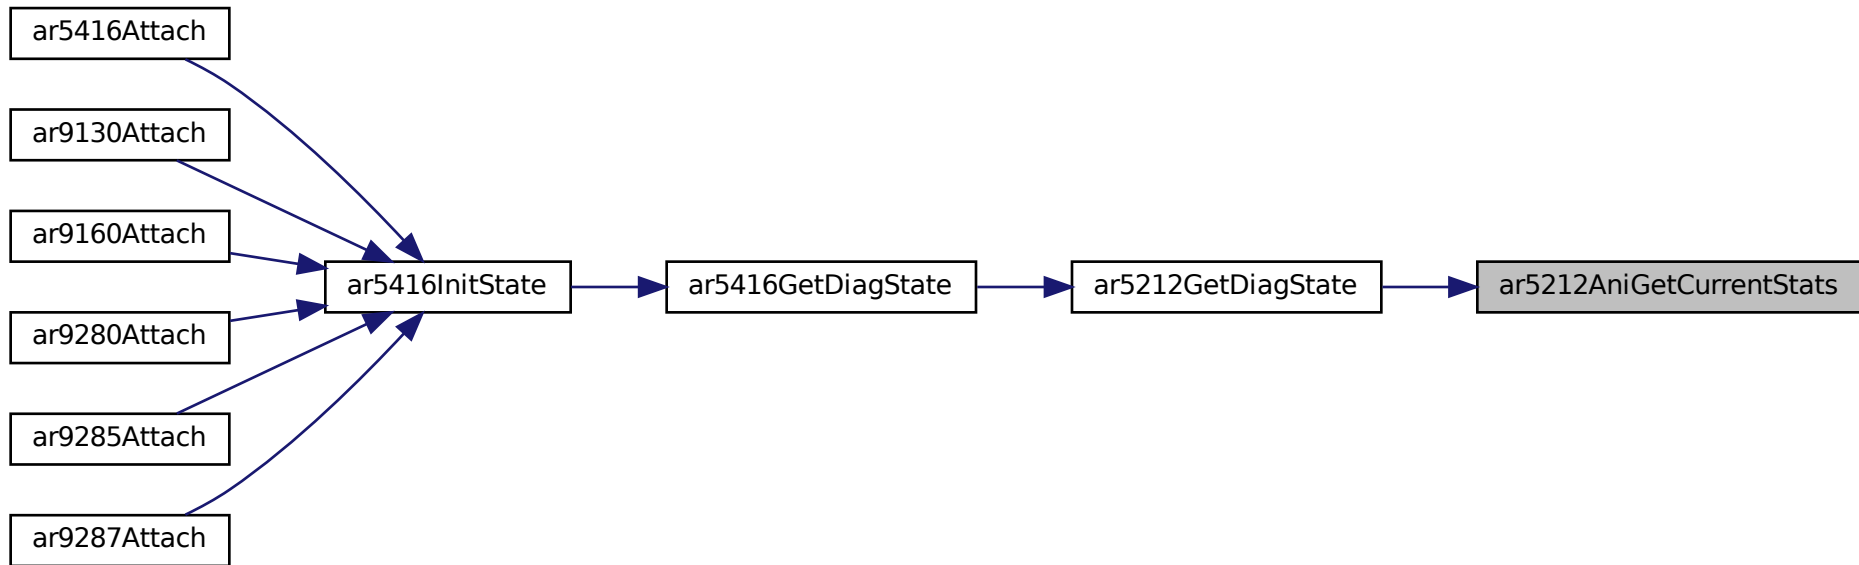 ar5416Attach
ar9130Attach
ar9160Attach
ar9280Attach
ar9285Attach
ar9287Attach
ar5416InitState
ar5416GetDiagState
ar5212GetDiagState
ar5212AniGetCurrentStats